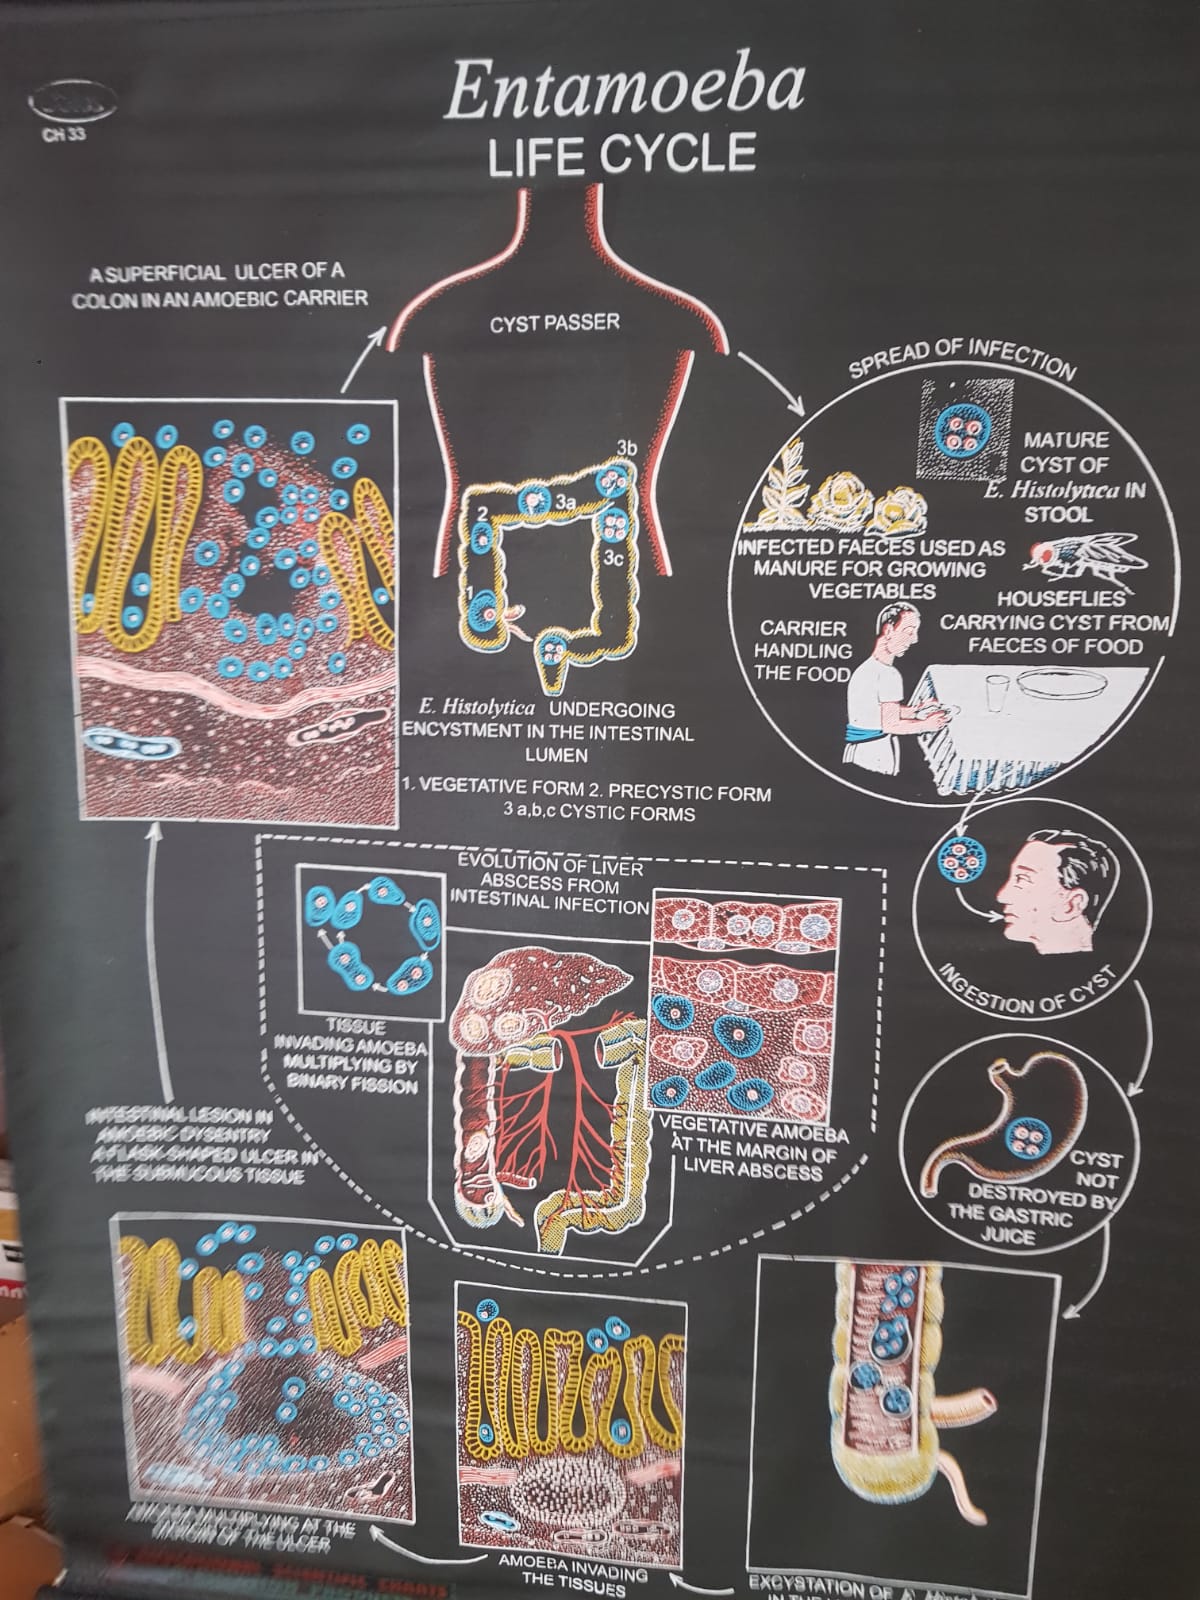 CH 33
Entamoeba
LIFE CYCLE
A SUPERFICIAL ULCER OF A
COLON IN AN AMOEBIC CARRIER
CYST PASSER
3b
3a
2
3c
1
E. Histolytica UNDERGOING
ENCYSTMENT IN THE INTESTINAL
LUMEN
1. VEGETATIVE FORM 2. PRECYSTIC FORM
3 a,b,c CYSTIC FORMS
SPREAD OF INFECTION
MATURE
CYST OF
E. Histolytica IN
STOOL
INFECTED FAECES USED AS
MANURE FOR GROWING
VEGETABLES
HOUSEFLIES
CARRYING CYST FROM
FAECES OF FOOD
CARRIER
HANDLING
THE FOOD
INGESTION OF CYST
CYST
NOT
DESTROYED BY
THE GASTRIC
JUICE
EVOLUTION OF LIVER
ABSCESS FROM
INTESTINAL INFECTION
TISSUE
INVADING AMOEBA
MULTIPLYING BY
BINARY FISSION
VEGETATIVE AMOEBA
AT THE MARGIN OF
LIVER ABSCESS
INTESTINAL LESION IN
AMOEBIC DYSENTRY
A FLASK-SHAPED ULCER IN
THE SUBMUCOUS TISSUE
AMOEBA MULTIPLYING AT THE
MARGIN OF THE ULCER
AMOEBA INVADING
THE TISSUES
EXCYSTATION OF A
IN THE
SCIENTIFIC CHARTS